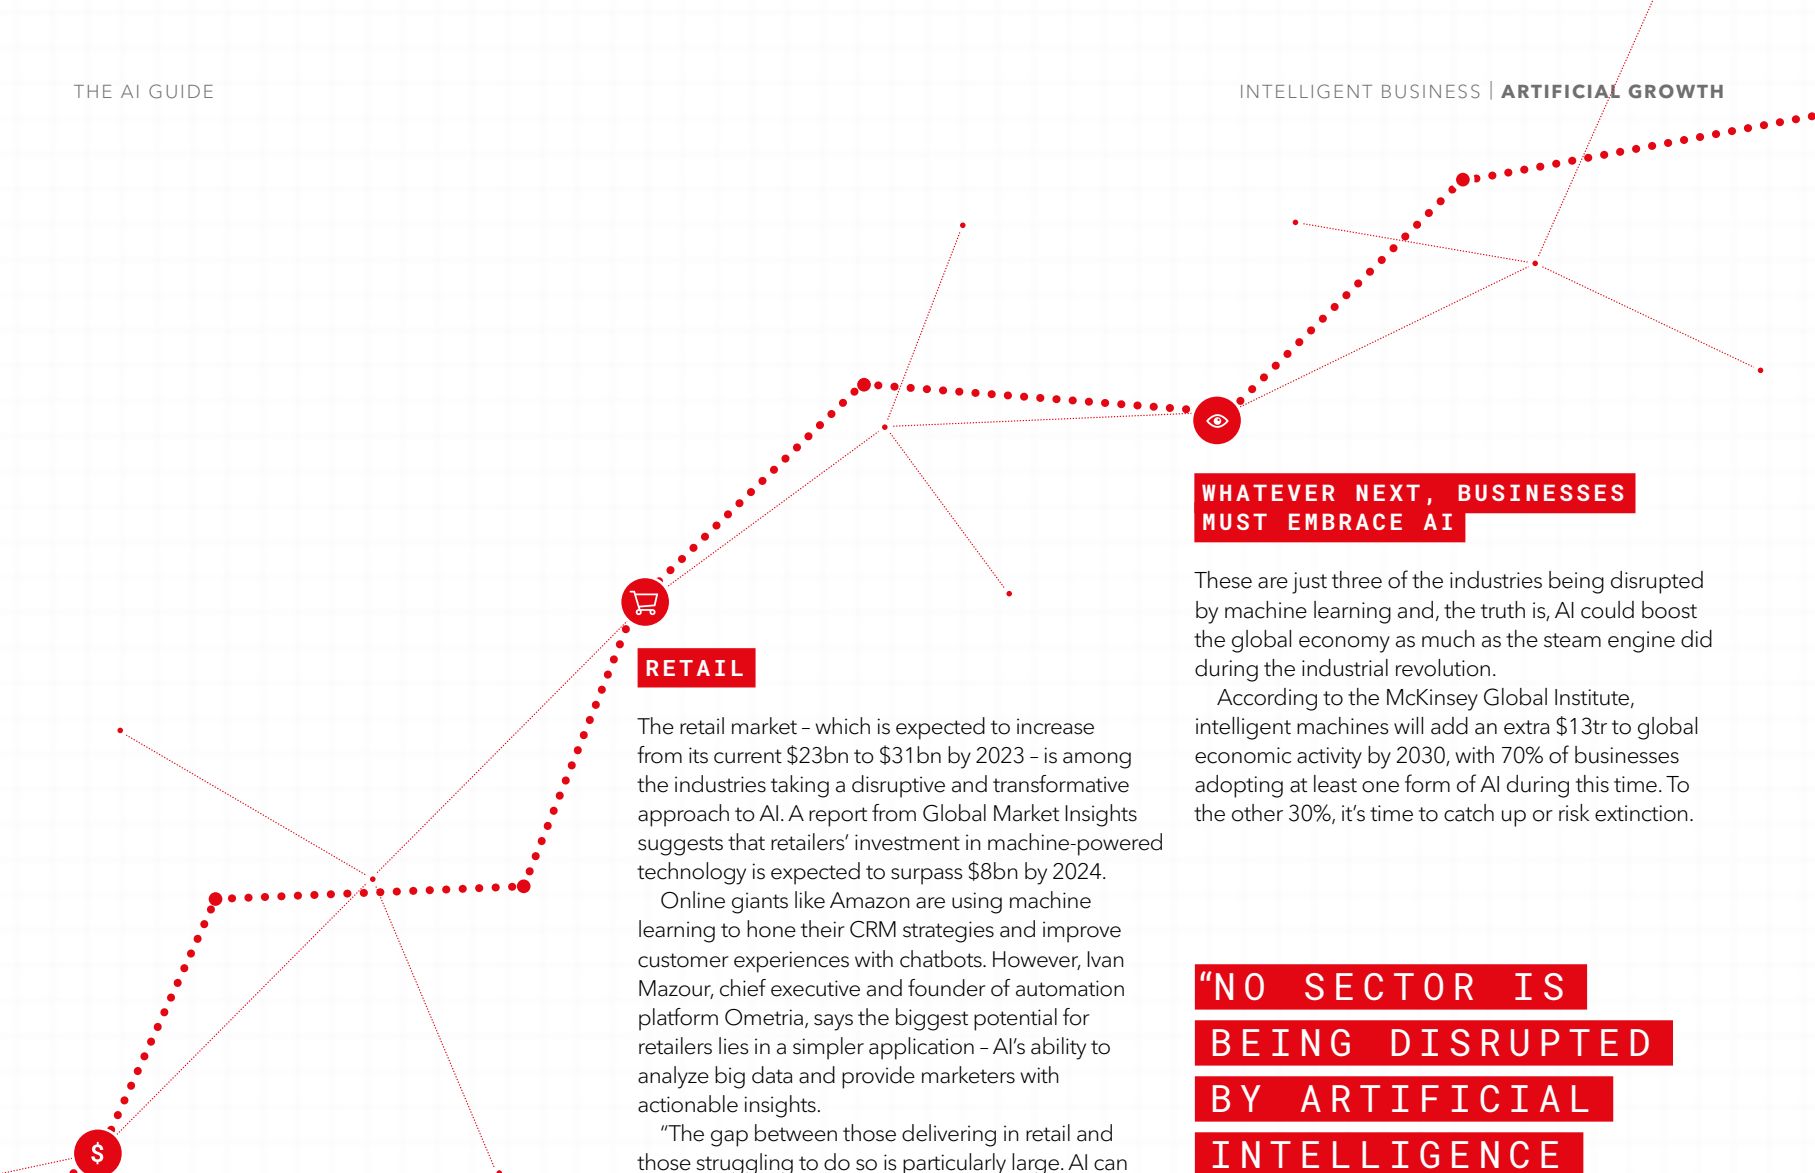 THE AI GUIDE
INTELLIGENT BUSINESS | ARTIFICIAL GROWTH
RETAIL
The retail market – which is expected to increase
from its current $23bn to $31bn by 2023 – is among
the industries taking a disruptive and transformative
approach to AI. A report from Global Market Insights
suggests that retailers’ investment in machine-powered
technology is expected to surpass $8bn by 2024.
Online giants like Amazon are using machine
learning to hone their CRM strategies and improve
customer experiences with chatbots. However, Ivan
Mazour, chief executive and founder of automation
platform Ometria, says the biggest potential for
retailers lies in a simpler application – AI’s ability to
analyze big data and provide marketers with
actionable insights.
“The gap between those delivering in retail and
those struggling to do so is particularly large. AI can
WHATEVER NEXT, BUSINESSES
MUST EMBRACE AI
These are just three of the industries being disrupted
by machine learning and, the truth is, AI could boost
the global economy as much as the steam engine did
during the industrial revolution.
According to the McKinsey Global Institute,
intelligent machines will add an extra $13tr to global
economic activity by 2030, with 70% of businesses
adopting at least one form of AI during this time. To
the other 30%, it’s time to catch up or risk extinction.
“NO SECTOR IS
BEING DISRUPTED
BY ARTIFICIAL
INTELLIGENCE
$